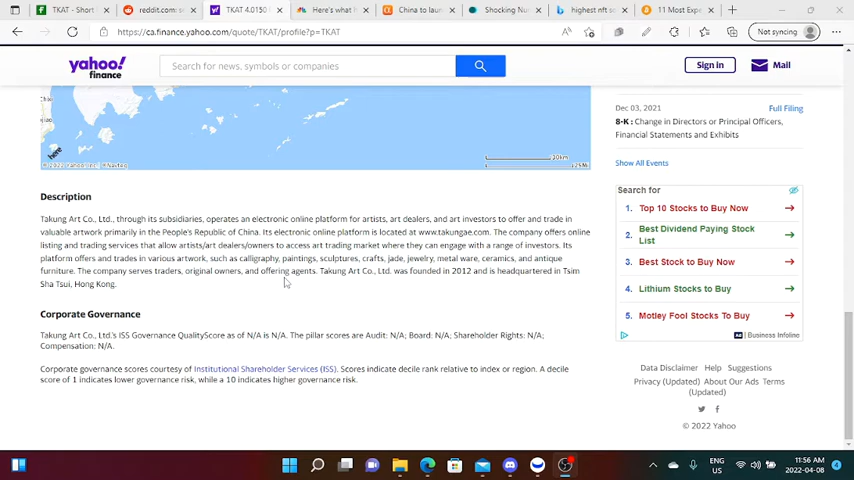 TKAT - Short
reddit.com: se
TKAT 4.0150
Here's what h
China to laun
Shocking Nu
highest nft s
11 Most Expe
https://ca.finance.yahoo.com/quote/TKAT/profile?p=TKAT
Not syncing
yahoo!
finance
Search for news, symbols or companies
Sign in
Mail
here
© 2022 Yahoo, Inc.
20km
25Mi
Dec 03, 2021
Full Filing
8-K : Change in Directors or Principal Officers,
Financial Statements and Exhibits
Show All Events
Description
Takung Art Co., Ltd., through its subsidiaries, operates an electronic online platform for artists, art dealers, and art investors to offer and trade in
valuable artwork primarily in the People's Republic of China. Its electronic online platform is located at www.takungae.com. The company offers online
listing and trading services that allow artists/art dealers/owners to access art trading market where they can engage with a range of investors. Its
platform offers and trades in various artwork, such as calligraphy, paintings, sculptures, crafts, jade, jewelry, metal ware, ceramics, and antique
furniture. The company serves traders, original owners, and offering agents. Takung Art Co., Ltd. was founded in 2012 and is headquartered in Tsim
Sha Tsui, Hong Kong.
Corporate Governance
Takung Art Co., Ltd.'s ISS Governance QualityScore as of N/A is N/A. The pillar scores are Audit: N/A; Board: N/A; Shareholder Rights: N/A;
Compensation: N/A.
Corporate governance scores courtesy of Institutional Shareholder Services (ISS). Scores indicate decile rank relative to index or region. A decile
score of 1 indicates lower governance risk, while a 10 indicates higher governance risk.
Search for
1. Top 10 Stocks to Buy Now
2. Best Dividend Paying Stock
List
3. Best Stock to Buy Now
4. Lithium Stocks to Buy
5. Motley Fool Stocks To Buy
Ad | Business Infoline
Data Disclaimer Help Suggestions
Privacy (Updated) About Our Ads Terms
(Updated)
© 2022 Yahoo
ENG
US
11:56 AM
2022-04-08
4